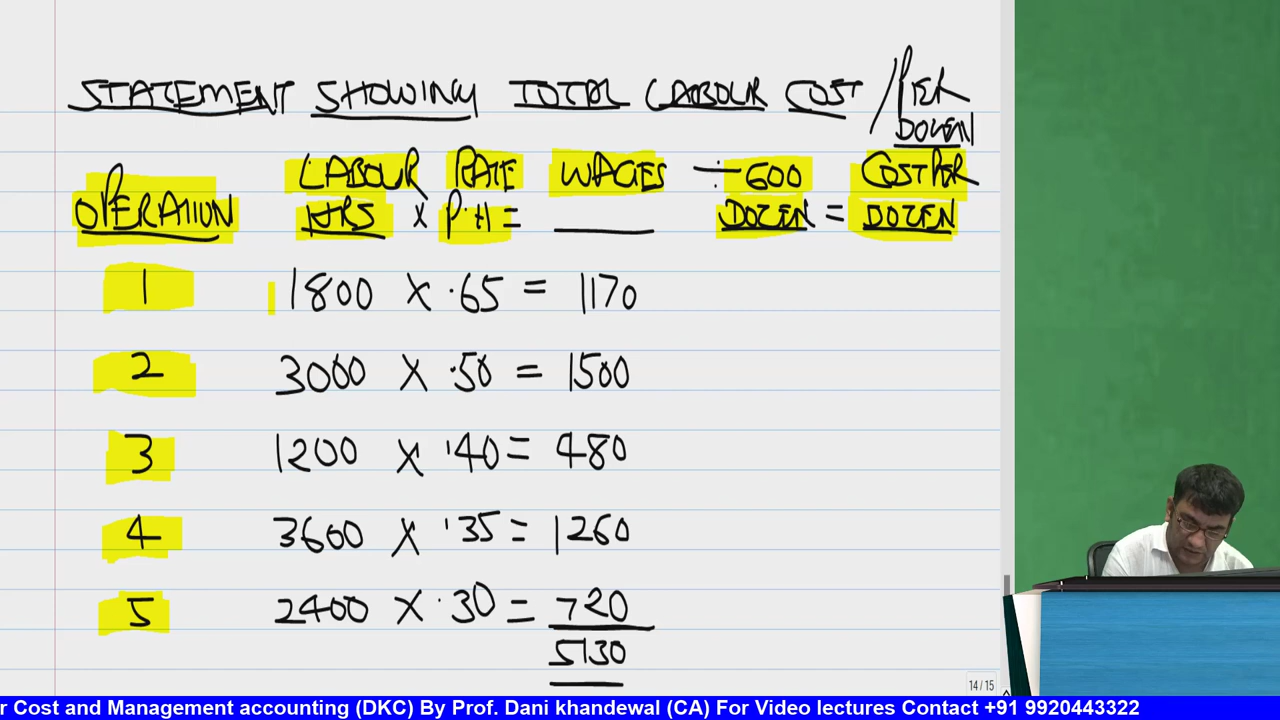 STATEMENT SHOWING TOTAL LABOUR COST / PER DOZEN
OPERATION LABOUR HRS X RATE P.H = WAGES ÷ 600 DOZEN = COST PER DOZEN
1 1800 X .65 = 1170
2 3000 X .50 = 1500
3 1200 X .40 = 480
4 3600 X .35 = 1260
5 2400 X .30 = 720
5130
14/15
r Cost and Management accounting (DKC) By Prof. Dani khandewal (CA) For Video lectures Contact +91 9920443322